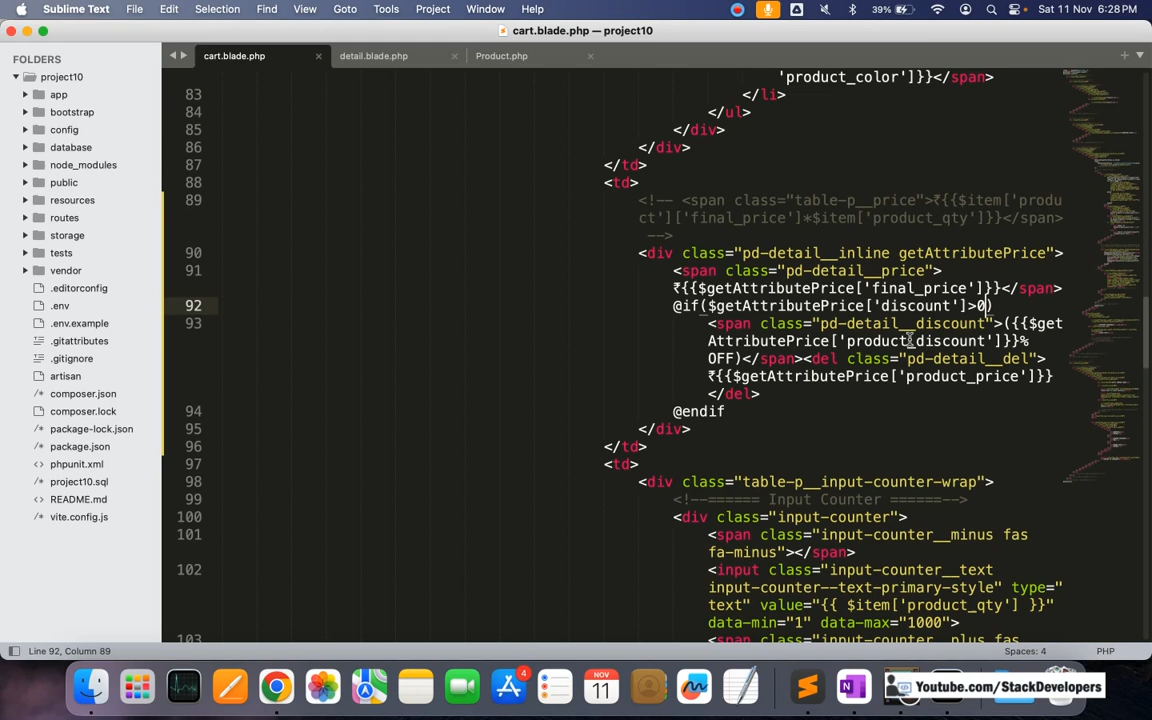 Sublime Text File Edit Selection Find View Goto Tools Project Window Help 39% Sat 11 Nov 6:28 PM
cart.blade.php — project10
FOLDERS
project10
app
bootstrap
config
database
node_modules
public
resources
routes
storage
tests
vendor
.editorconfig
.env
.env.example
.gitattributes
.gitignore
artisan
composer.json
composer.lock
package-lock.json
package.json
phpunit.xml
project10.sql
README.md
vite.config.js
cart.blade.php detail.blade.php Product.php
'product_color']}}</span>
83 </li>
84 </ul>
85 </div>
86 </div>
87 </td>
88 <td>
89 <!-- <span class="table-p__price">₹{{$item['produ
ct']['final_price']*$item['product_qty']}}</span>
-->
90 <div class="pd-detail__inline getAttributePrice">
91 <span class="pd-detail__price">
₹{{$getAttributePrice['final_price']}}</span>
92 @if($getAttributePrice['discount']>0)
93 <span class="pd-detail__discount">({{$get
AttributePrice['product_discount']}}%
OFF)</span><del class="pd-detail__del">
₹{{$getAttributePrice['product_price']}}
</del>
94 @endif
95 </div>
96 </td>
97 <td>
98 <div class="table-p__input-counter-wrap">
99 <!--====== Input Counter ======-->
100 <div class="input-counter">
101 <span class="input-counter__minus fas
fa-minus"></span>
102 <input class="input-counter__text
input-counter--text-primary-style" type="
text" value="{{ $item['product_qty'] }}"
data-min="1" data-max="1000">
103 <span class="input-counter__plus fas
Line 92, Column 89 Spaces: 4 PHP
4
NOV
11
Youtube.com/StackDevelopers